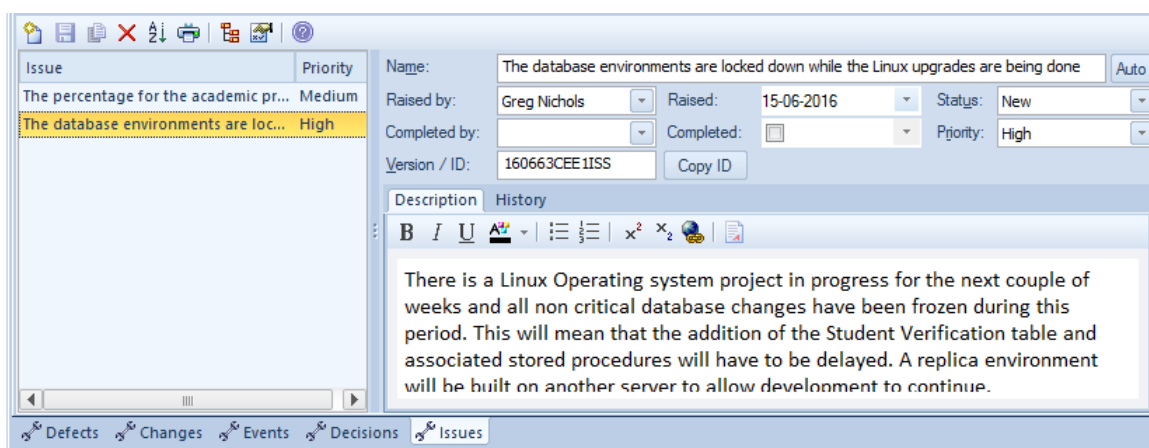 Issue Priority
The percentage for the academic pr... Medium
The database environments are loc... High
Name: The database environments are locked down while the Linux upgrades are being done Auto
Raised by: Greg Nichols Raised: 15-06-2016 Status: New
Completed by: Completed: Priority: High
Version / ID: 160663CEE1ISS Copy ID
Description History
B I U A x² x₂
There is a Linux Operating system project in progress for the next couple of
weeks and all non critical database changes have been frozen during this
period. This will mean that the addition of the Student Verification table and
associated stored procedures will have to be delayed. A replica environment
will be built on another server to allow development to continue.
Defects Changes Events Decisions Issues